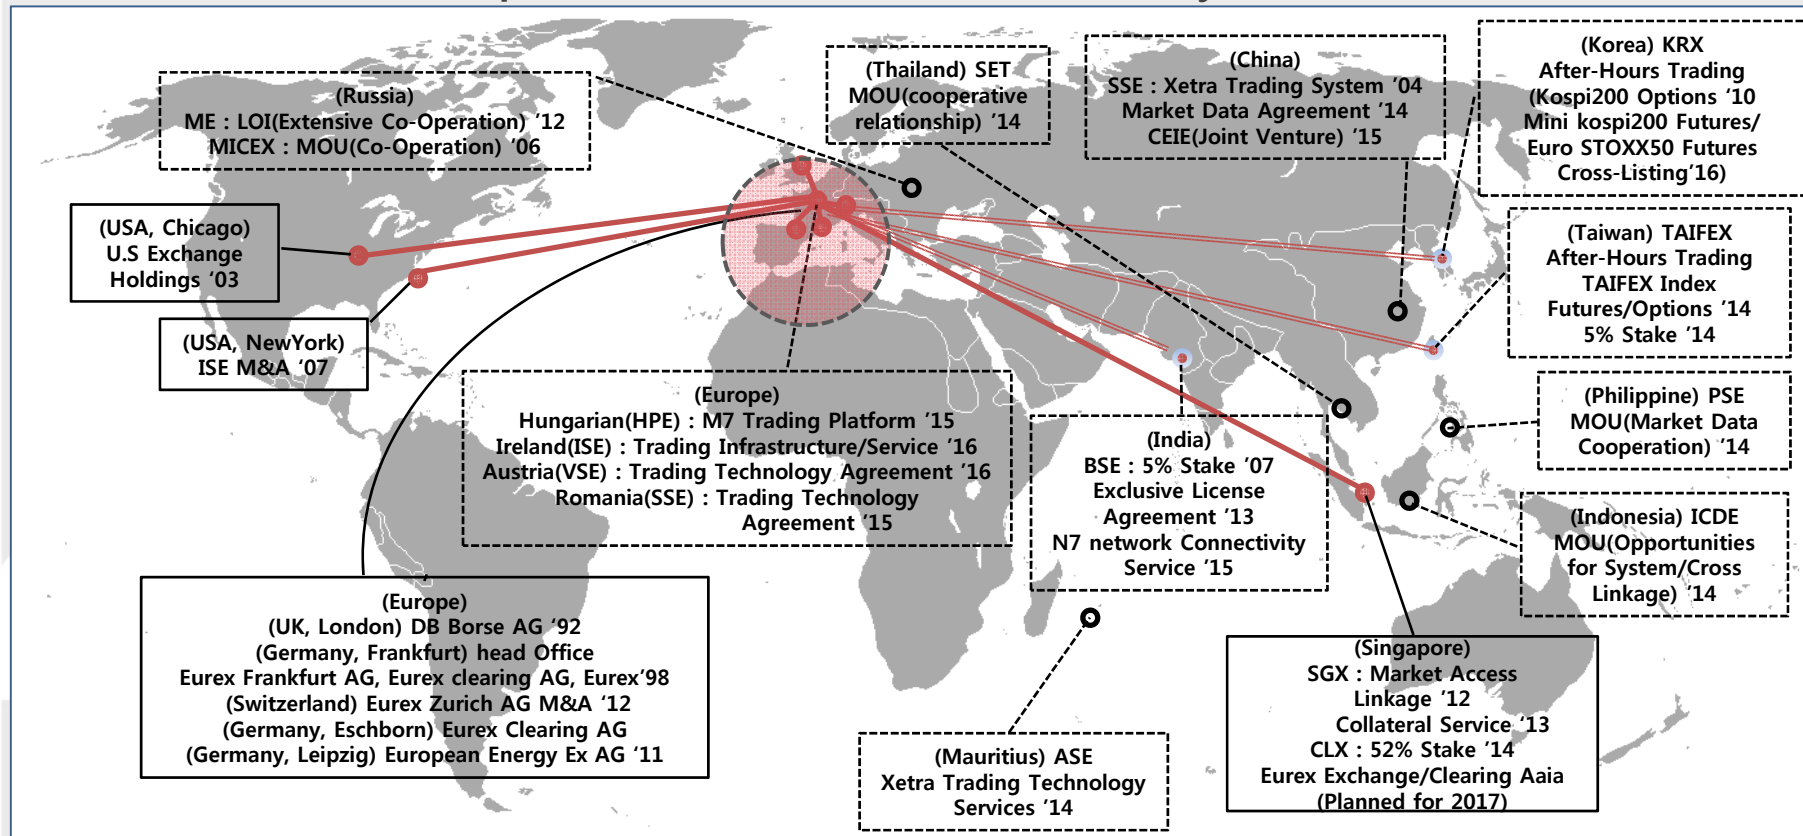 (Russia)
ME : LOI(Extensive Co-Operation) '12
MICEX : MOU(Co-Operation) '06
(Thailand) SET
MOU(cooperative
relationship) '14
(China)
SSE : Xetra Trading System '04
Market Data Agreement '14
CEIE(Joint Venture) '15
(Korea) KRX
After-Hours Trading
(Kospi200 Options '10
Mini kospi200 Futures/
Euro STOXX50 Futures
Cross-Listing'16)
(USA, Chicago)
U.S Exchange
Holdings '03
(USA, NewYork)
ISE M&A '07
(Taiwan) TAIFEX
After-Hours Trading
TAIFEX Index
Futures/Options '14
5% Stake '14
(Europe)
Hungarian(HPE) : M7 Trading Platform '15
Ireland(ISE) : Trading Infrastructure/Service '16
Austria(VSE) : Trading Technology Agreement '16
Romania(SSE) : Trading Technology
Agreement '15
(India)
BSE : 5% Stake '07
Exclusive License
Agreement '13
N7 network Connectivity
Service '15
(Philippine) PSE
MOU(Market Data
Cooperation) '14
(Indonesia) ICDE
MOU(Opportunities
for System/Cross
Linkage) '14
(Europe)
(UK, London) DB Borse AG '92
(Germany, Frankfurt) head Office
Eurex Frankfurt AG, Eurex clearing AG, Eurex'98
(Switzerland) Eurex Zurich AG M&A '12
(Germany, Eschborn) Eurex Clearing AG
(Germany, Leipzig) European Energy Ex AG '11
(Mauritius) ASE
Xetra Trading Technology
Services '14
(Singapore)
SGX : Market Access
Linkage '12
Collateral Service '13
CLX : 52% Stake '14
Eurex Exchange/Clearing Aaia
(Planned for 2017)